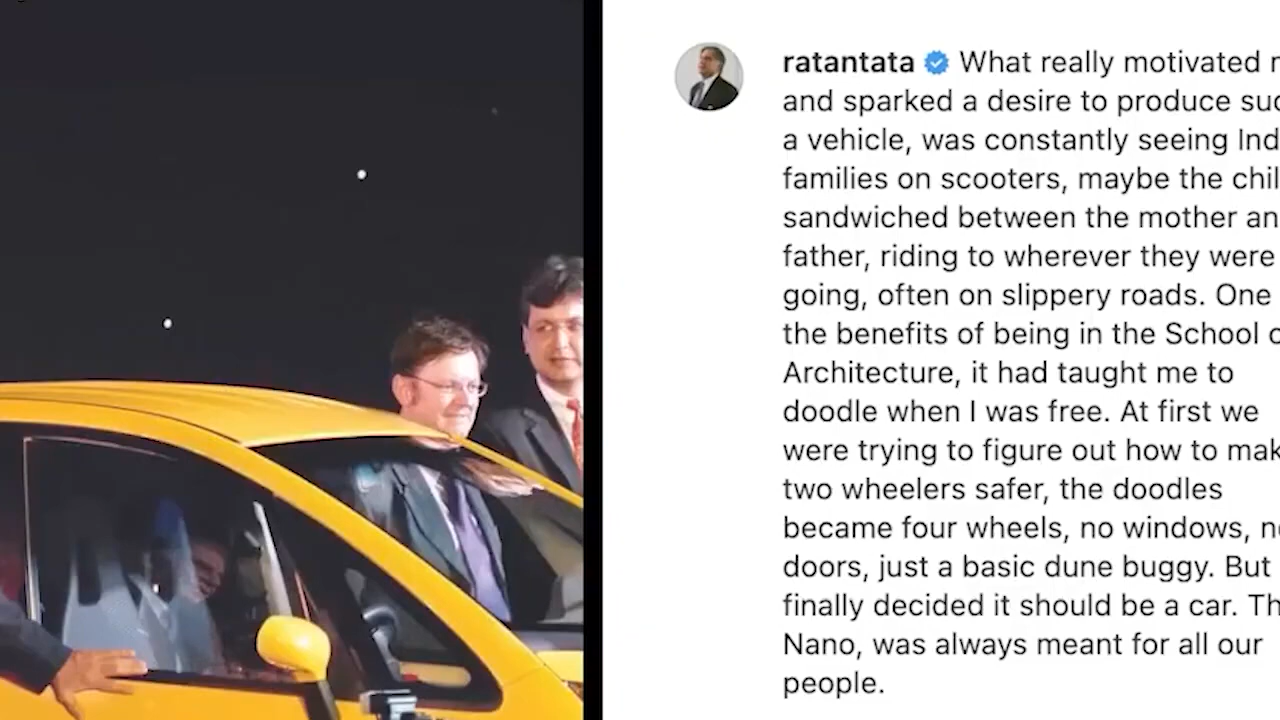 ratantata What really motivated
and sparked a desire to produce
a vehicle, was constantly seeing
families on scooters, maybe the
sandwiched between the mother
father, riding to wherever they were
going, often on slippery roads. One
the benefits of being in the School
Architecture, it had taught me to
doodle when I was free. At first we
were trying to figure out how to
two wheelers safer, the doodles
became four wheels, no windows,
doors, just a basic dune buggy. But
finally decided it should be a car.
Nano, was always meant for all our
people.